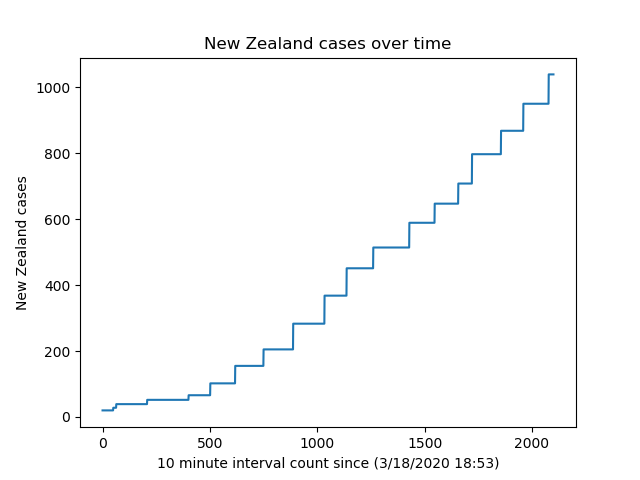 New Zealand cases over time
1000
800
600
400
200
0
New Zealand cases
0 500 1000 1500 2000
10 minute interval count since (3/18/2020 18:53)